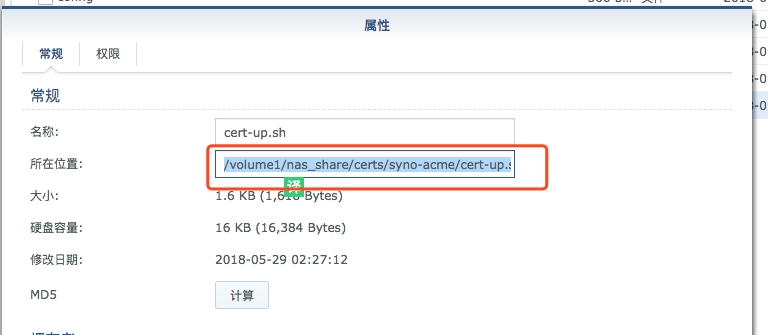 属性
常规 权限
常规
名称: cert-up.sh
所在位置: /volume1/nas_share/certs/syno-acme/cert-up.s
译
大小: 1.6 KB (1,616 Bytes)
硬盘容量: 16 KB (16,384 Bytes)
修改日期: 2018-05-29 02:27:12
MD5 计算